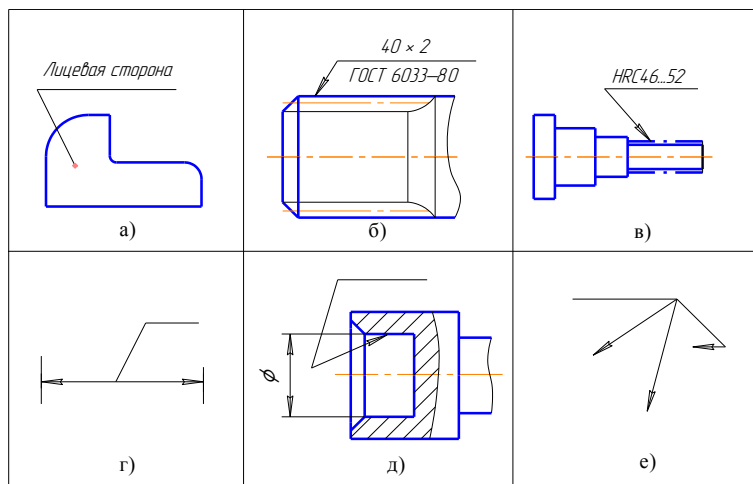 Лицевая сторона
а)
40 × 2
ГОСТ 6033–80
б)
HRC46...52
в)
г)
Ø
д)
е)